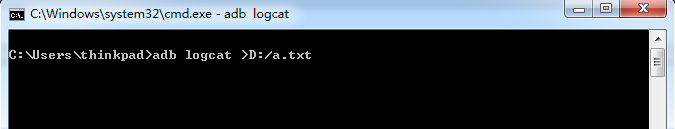 C:\Windows\system32\cmd.exe - adb  logcat
C:\Users\thinkpad>adb logcat >D:/a.txt